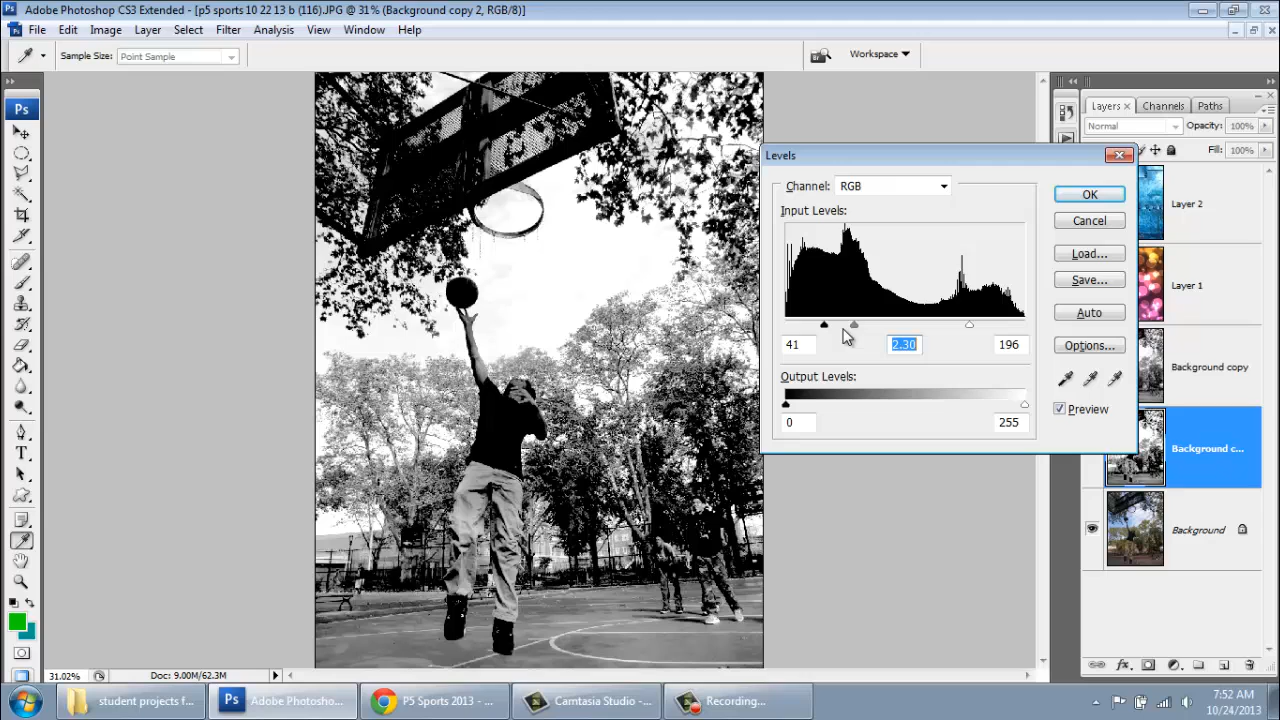 Adobe Photoshop CS3 Extended - [p5 sports 10 22 13 b (116).JPG @ 31% (Background copy 2, RGB/8)]
Ps File Edit Image Layer Select Filter Analysis View Window Help
Sample Size: Point Sample
Br Workspace
Ps
Layers Channels Paths
Normal Opacity: 100%
Fill: 100%
Levels
Channel: RGB
Input Levels:
41 2.30 196
Output Levels:
0 255
OK
Cancel
Load...
Save...
Auto
Options...
Preview
Layer 2
Layer 1
Background copy
Background c...
Background
T
31.02% Doc: 9.00M/62.3M
student projects f...
Ps Adobe Photosho...
P5 Sports 2013 - ...
Camtasia Studio - ...
Recording...
7:52 AM
10/24/2013